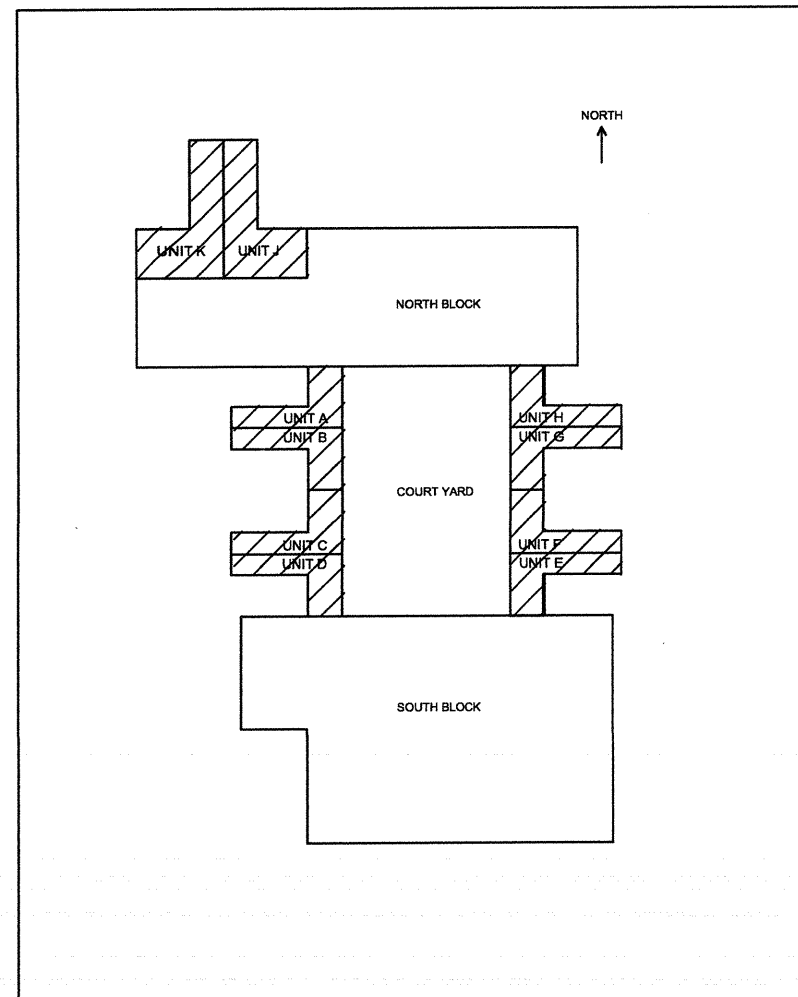 NORTH
UNIT K
UNIT J
NORTH BLOCK
UNIT A
UNIT B
UNIT H
UNIT G
COURT YARD
UNIT C
UNIT D
UNIT F
UNIT E
SOUTH BLOCK